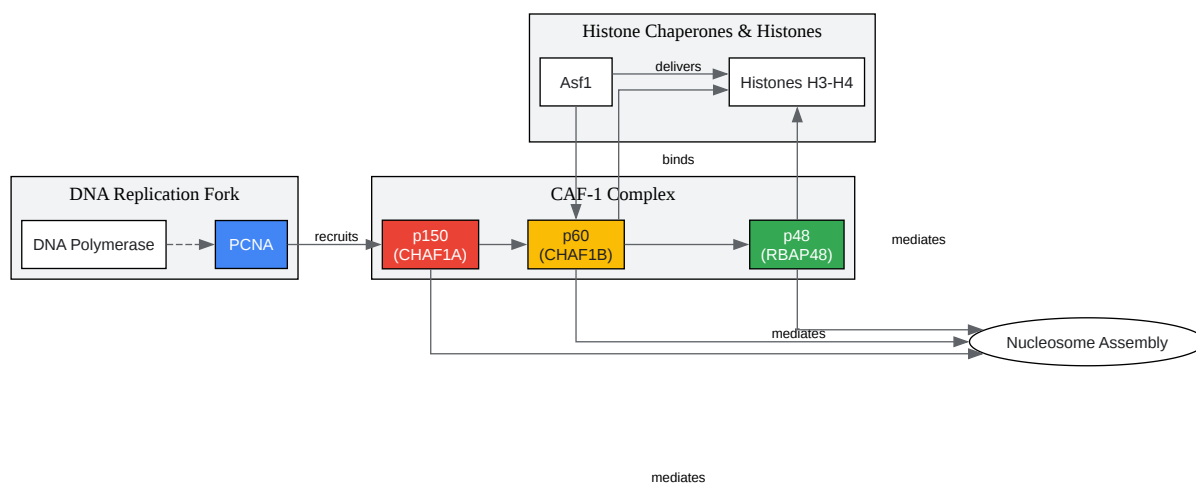 Histone Chaperones & Histones
Asf1
delivers
Histones H3-H4
binds
DNA Replication Fork
DNA Polymerase
PCNA
recruits
CAF-1 Complex
p150
(CHAF1A)
p60
(CHAF1B)
p48
(RBAP48)
mediates
mediates
Nucleosome Assembly
mediates